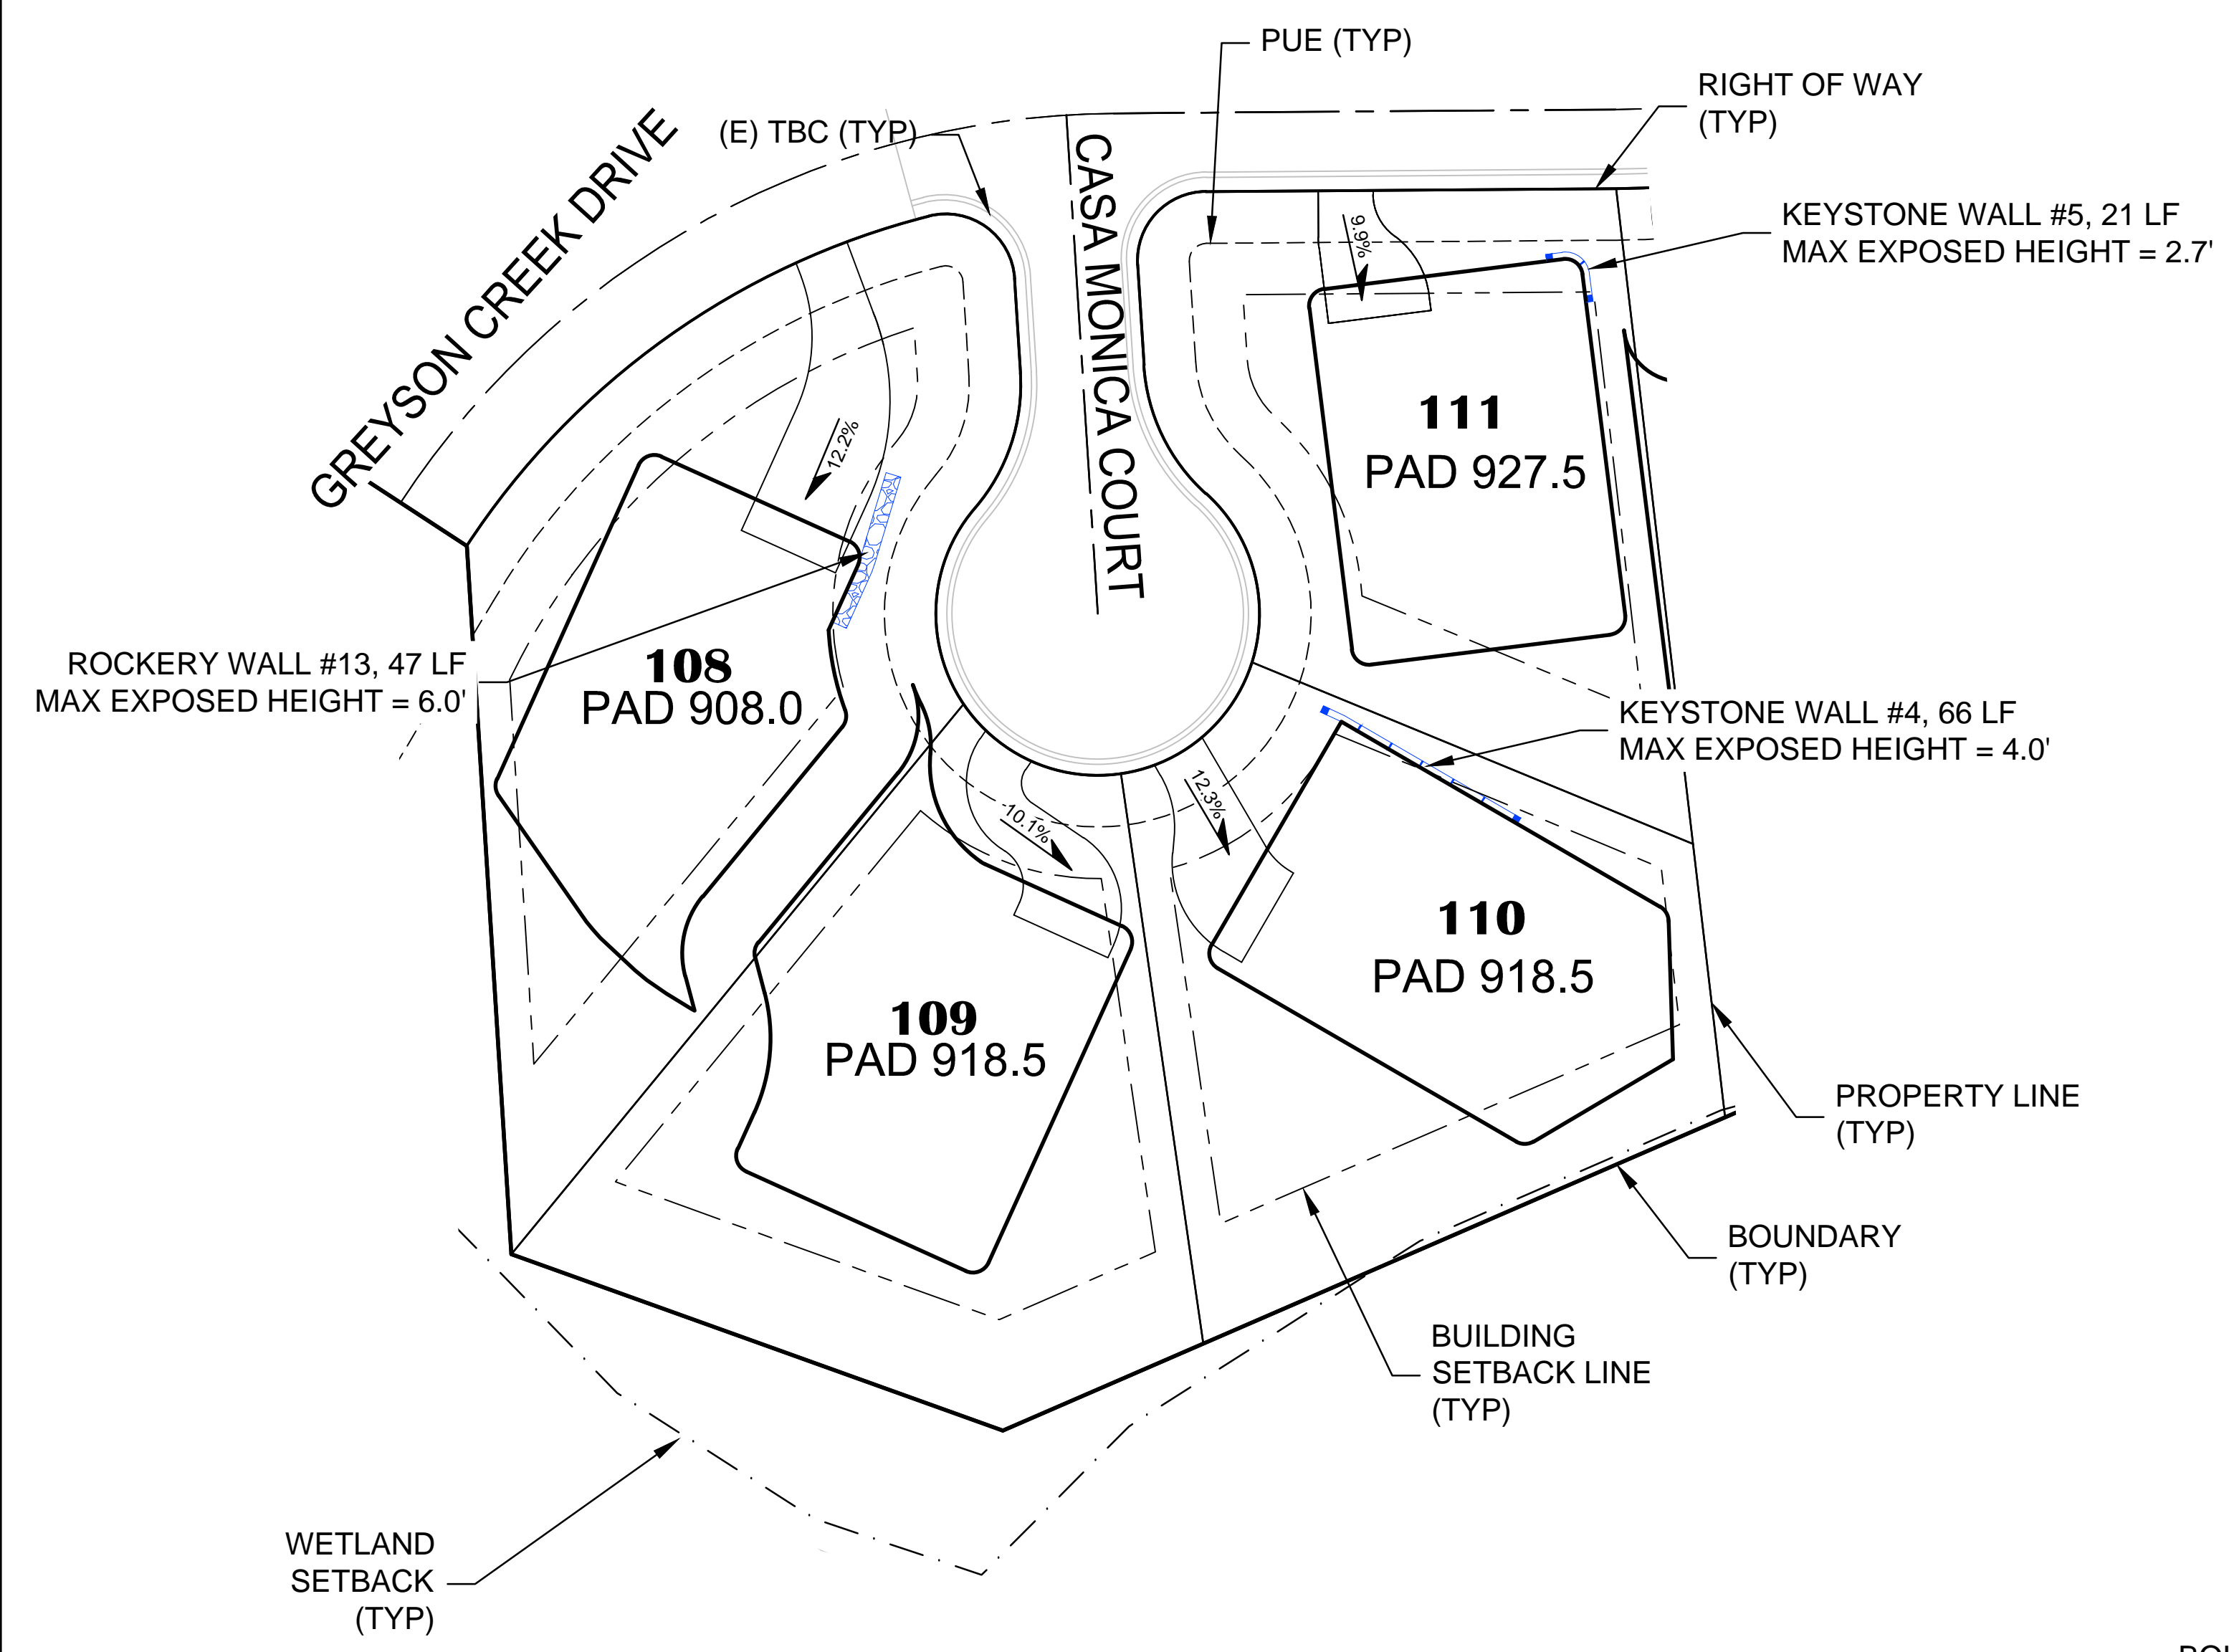 PUE (TYP)
RIGHT OF WAY
(TYP)
(E) TBC (TYP)
GREYSON CREEK DRIVE
CASA MONICA COURT
KEYSTONE WALL #5, 21 LF
MAX EXPOSED HEIGHT = 2.7'
9.9%
111
PAD 927.5
12.2%
ROCKERY WALL #13, 47 LF
MAX EXPOSED HEIGHT = 6.0'
108
PAD 908.0
KEYSTONE WALL #4, 66 LF
MAX EXPOSED HEIGHT = 4.0'
10.1%
12.3%
110
PAD 918.5
109
PAD 918.5
PROPERTY LINE
(TYP)
BOUNDARY
(TYP)
BUILDING
SETBACK LINE
(TYP)
WETLAND
SETBACK
(TYP)